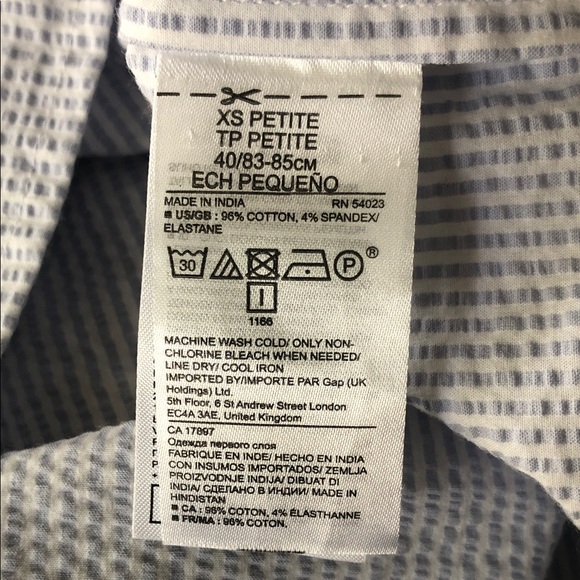 XS PETITE
TP PETITE
40/83-85CM
ECH PEQUEÑO
MADE IN INDIA RN 54023
US/GB : 96% COTTON, 4% SPANDEX/
ELASTANE
30 P ®
I
1166
MACHINE WASH COLD/ ONLY NON-
CHLORINE BLEACH WHEN NEEDED/
LINE DRY/ COOL IRON
IMPORTED BY/IMPORTE PAR Gap (UK
Holdings) Ltd.
5th Floor, 6 St Andrew Street London
EC4A 3AE, United Kingdom
CA 17897
Одежда первого слоя
FABRIQUE EN INDE/ HECHO EN INDIA
CON INSUMOS IMPORTADOS/ ZEMLJA
PROIZVODNJE INDIJA/ DIBUAT DI
INDIA/ СДЕЛАНО В ИНДИИ/ MADE IN
HINDISTAN
CA : 96% COTON, 4% ÉLASTHANNE
FR/MA : 96% COTON.